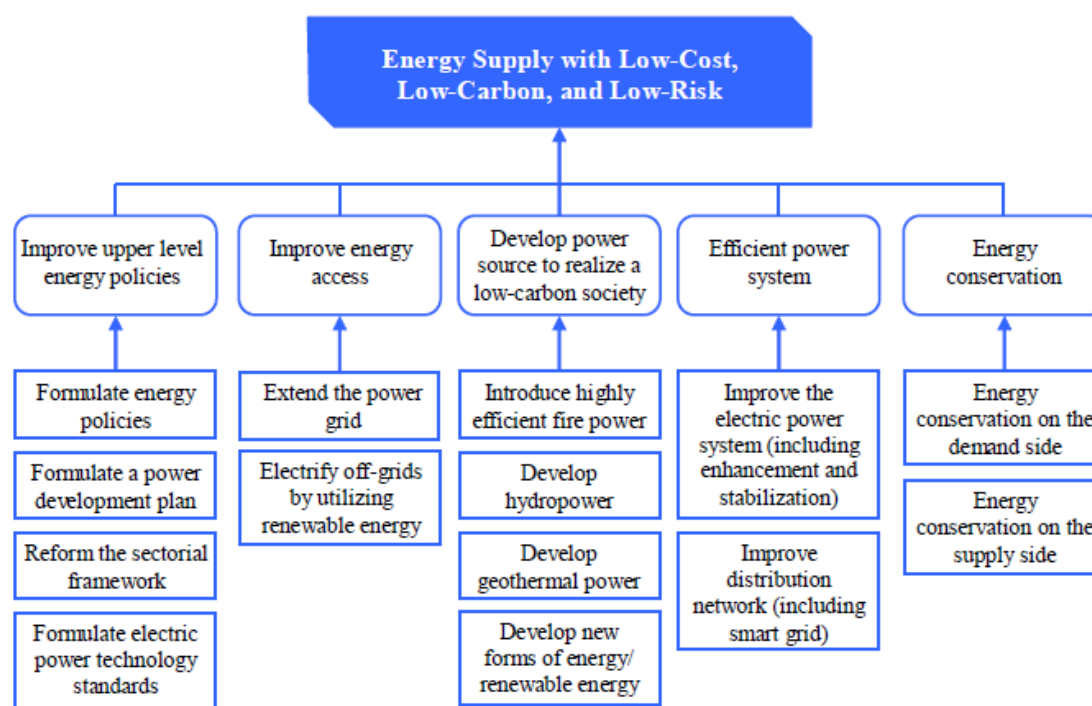 Energy Supply with Low-Cost,
Low-Carbon, and Low-Risk
Improve upper level
energy policies
Improve energy
access
Develop power
source to realize a
low-carbon society
Efficient power
system
Energy
conservation
Formulate energy
policies
Formulate a power
development plan
Reform the sectorial
framework
Formulate electric
power technology
standards
Extend the power
grid
Electrify off-grids
by utilizing
renewable energy
Introduce highly
efficient fire power
Develop
hydropower
Develop
geothermal power
Develop new
forms of energy/
renewable energy
Improve the
electric power
system (including
enhancement and
stabilization)
Improve
distribution
network (including
smart grid)
Energy
conservation on the
demand side
Energy
conservation on the
supply side